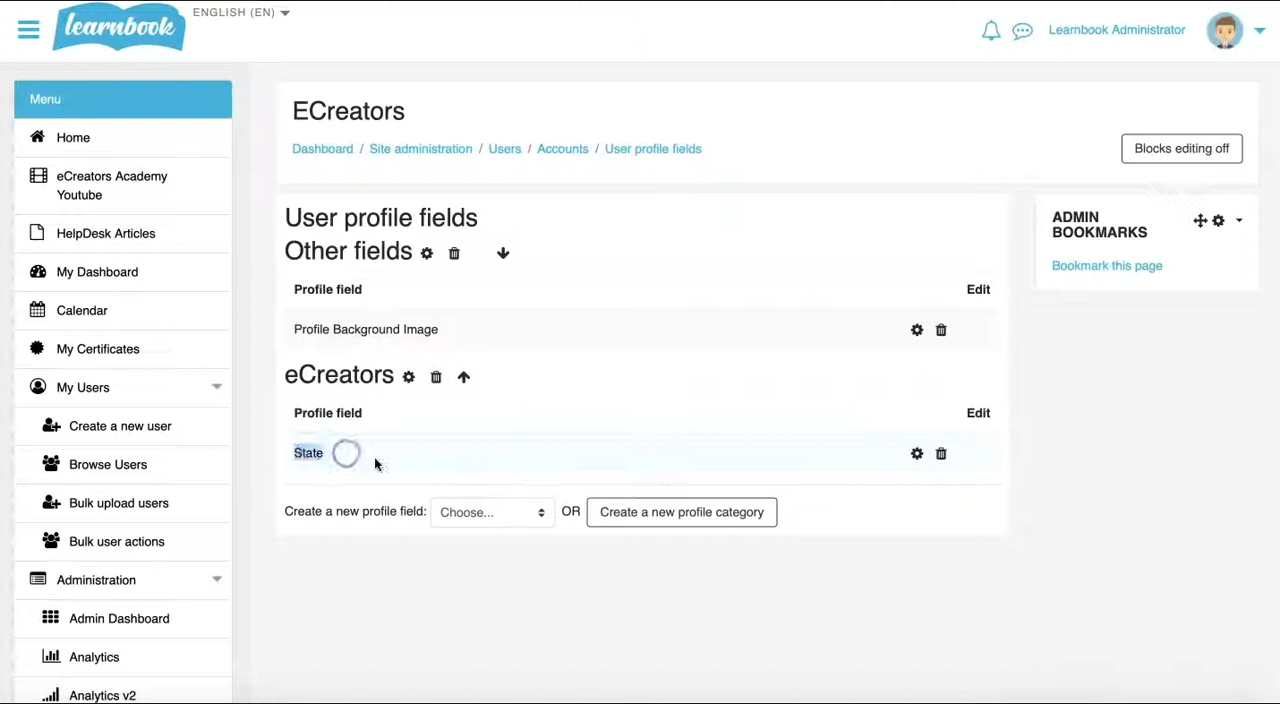 learnbook
ENGLISH (EN)
Learnbook Administrator
Menu
Home
eCreators Academy
Youtube
HelpDesk Articles
My Dashboard
Calendar
My Certificates
My Users
Create a new user
Browse Users
Bulk upload users
Bulk user actions
Administration
Admin Dashboard
Analytics
Analytics v2
ECreators
Dashboard / Site administration / Users / Accounts / User profile fields
Blocks editing off
User profile fields
Other fields
Profile field Edit
Profile Background Image
eCreators
Profile field Edit
State
Create a new profile field: Choose... OR Create a new profile category
ADMIN
BOOKMARKS
Bookmark this page